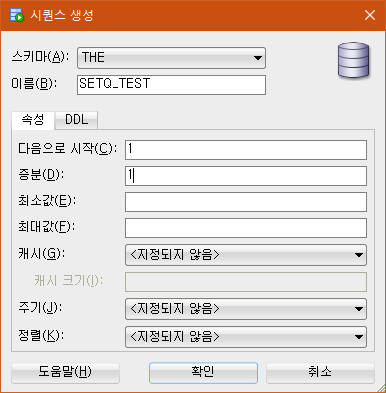 시퀀스 생성
스키마(A): THE
이름(B): SETQ_TEST
속성 DDL
다음으로 시작(C): 1
증분(D): 1
최소값(E):
최대값(F):
캐시(G): <지정되지 않음>
캐시 크기(I):
주기(J): <지정되지 않음>
정렬(K): <지정되지 않음>
도움말(H) 확인 취소